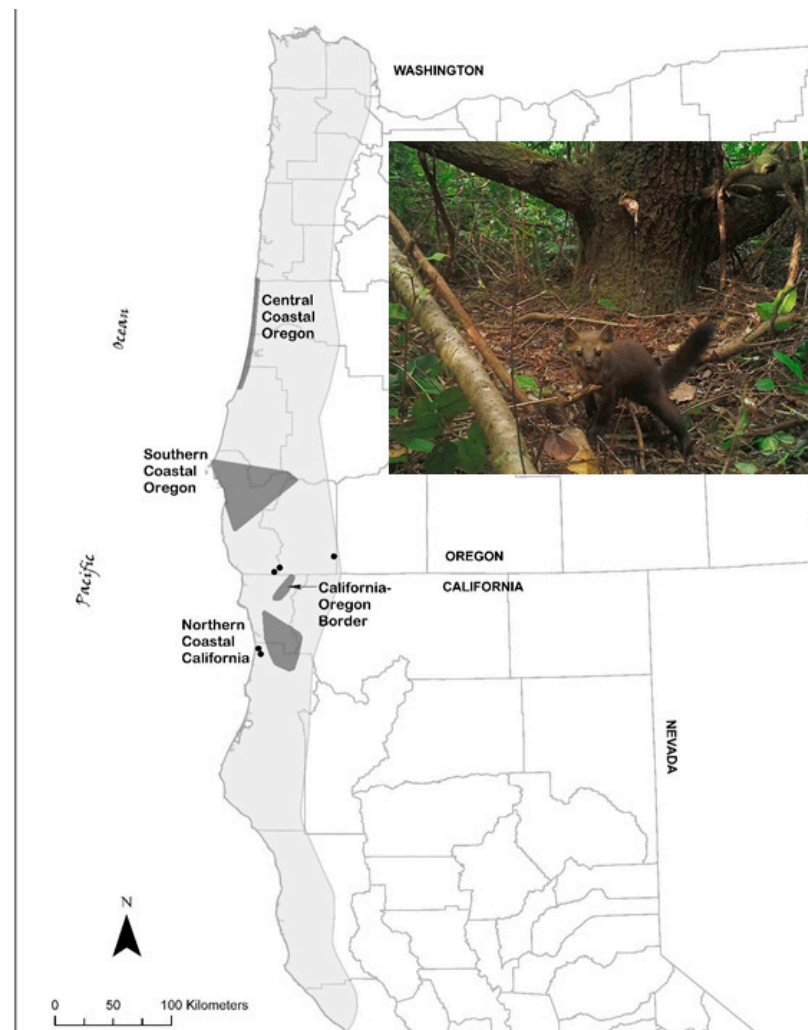 WASHINGTON
Central
Coastal
Oregon
Ocean
Southern
Coastal
Oregon
OREGON
CALIFORNIA
Pacific
California-
Oregon
Border
Northern
Coastal
California
NEVADA
N
0 50 100 Kilometers